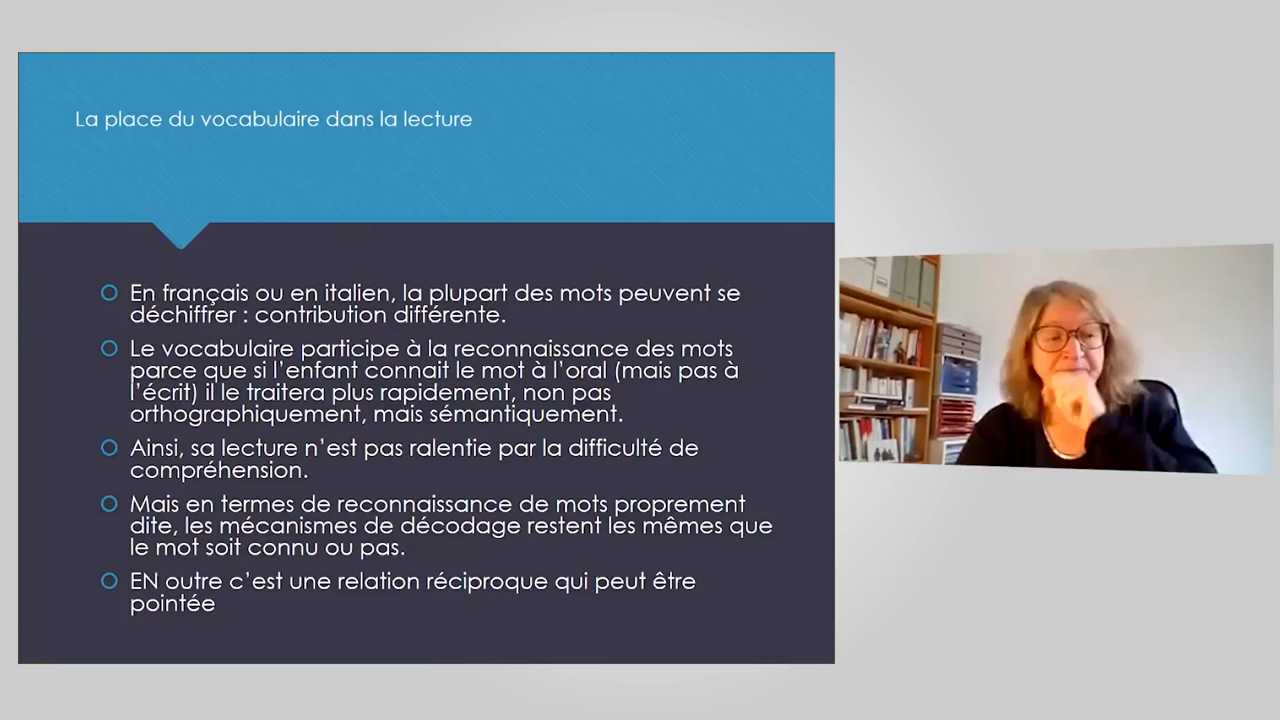 La place du vocabulaire dans la lecture
En français ou en italien, la plupart des mots peuvent se
déchiffrer : contribution différente.
Le vocabulaire participe à la reconnaissance des mots
parce que si l'enfant connait le mot à l'oral (mais pas à
l'écrit) il le traitera plus rapidement, non pas
orthographiquement, mais sémantiquement.
Ainsi, sa lecture n'est pas ralentie par la difficulté de
compréhension.
Mais en termes de reconnaissance de mots proprement
dite, les mécanismes de décodage restent les mêmes que
le mot soit connu ou pas.
EN outre c'est une relation réciproque qui peut être
pointée